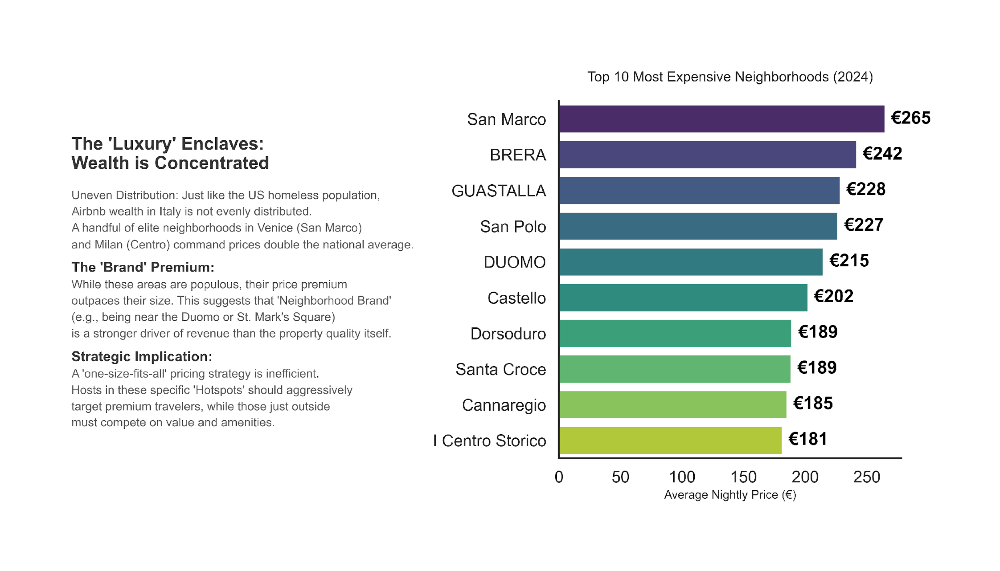 The 'Luxury' Enclaves:
Wealth is Concentrated
Uneven Distribution: Just like the US homeless population,
Airbnb wealth in Italy is not evenly distributed.
A handful of elite neighborhoods in Venice (San Marco)
and Milan (Centro) command prices double the national average.
The 'Brand' Premium:
While these areas are populous, their price premium
outpaces their size. This suggests that 'Neighborhood Brand'
(e.g., being near the Duomo or St. Mark's Square)
is a stronger driver of revenue than the property quality itself.
Strategic Implication:
A 'one-size-fits-all' pricing strategy is inefficient.
Hosts in these specific 'Hotspots' should aggressively
target premium travelers, while those just outside
must compete on value and amenities.
Top 10 Most Expensive Neighborhoods (2024)
San Marco €265
BRERA €242
GUASTALLA €228
San Polo €227
DUOMO €215
Castello €202
Dorsoduro €189
Santa Croce €189
Cannaregio €185
I Centro Storico €181
0 50 100 150 200 250
Average Nightly Price (€)